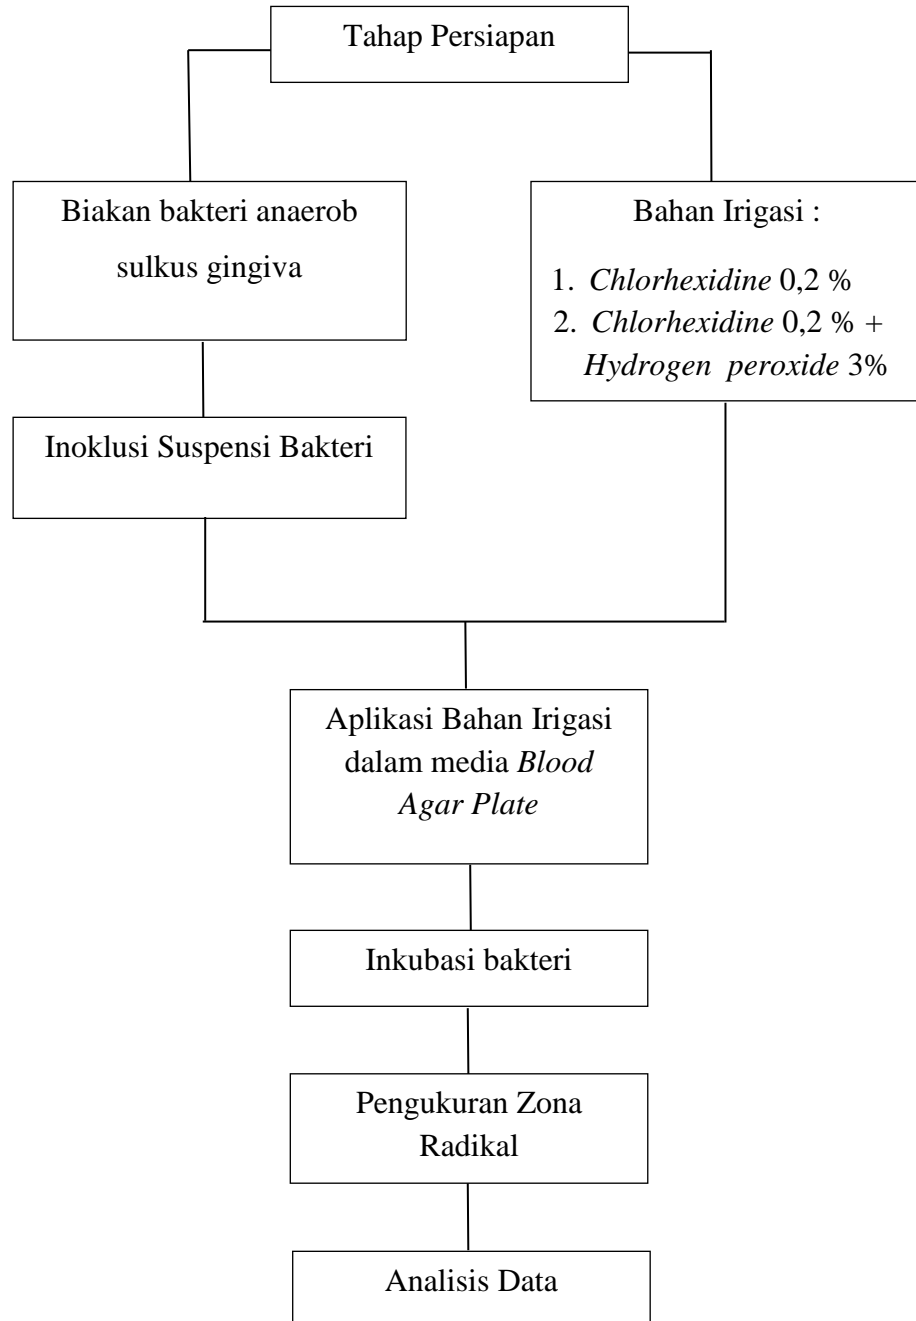 Tahap Persiapan
Biakan bakteri anaerob
sulkus gingiva
Bahan Irigasi :
1. Chlorhexidine 0,2 %
2. Chlorhexidine 0,2 % +
Hydrogen peroxide 3%
Inoklusi Suspensi Bakteri
Aplikasi Bahan Irigasi
dalam media Blood
Agar Plate
Inkubasi bakteri
Pengukuran Zona
Radikal
Analisis Data